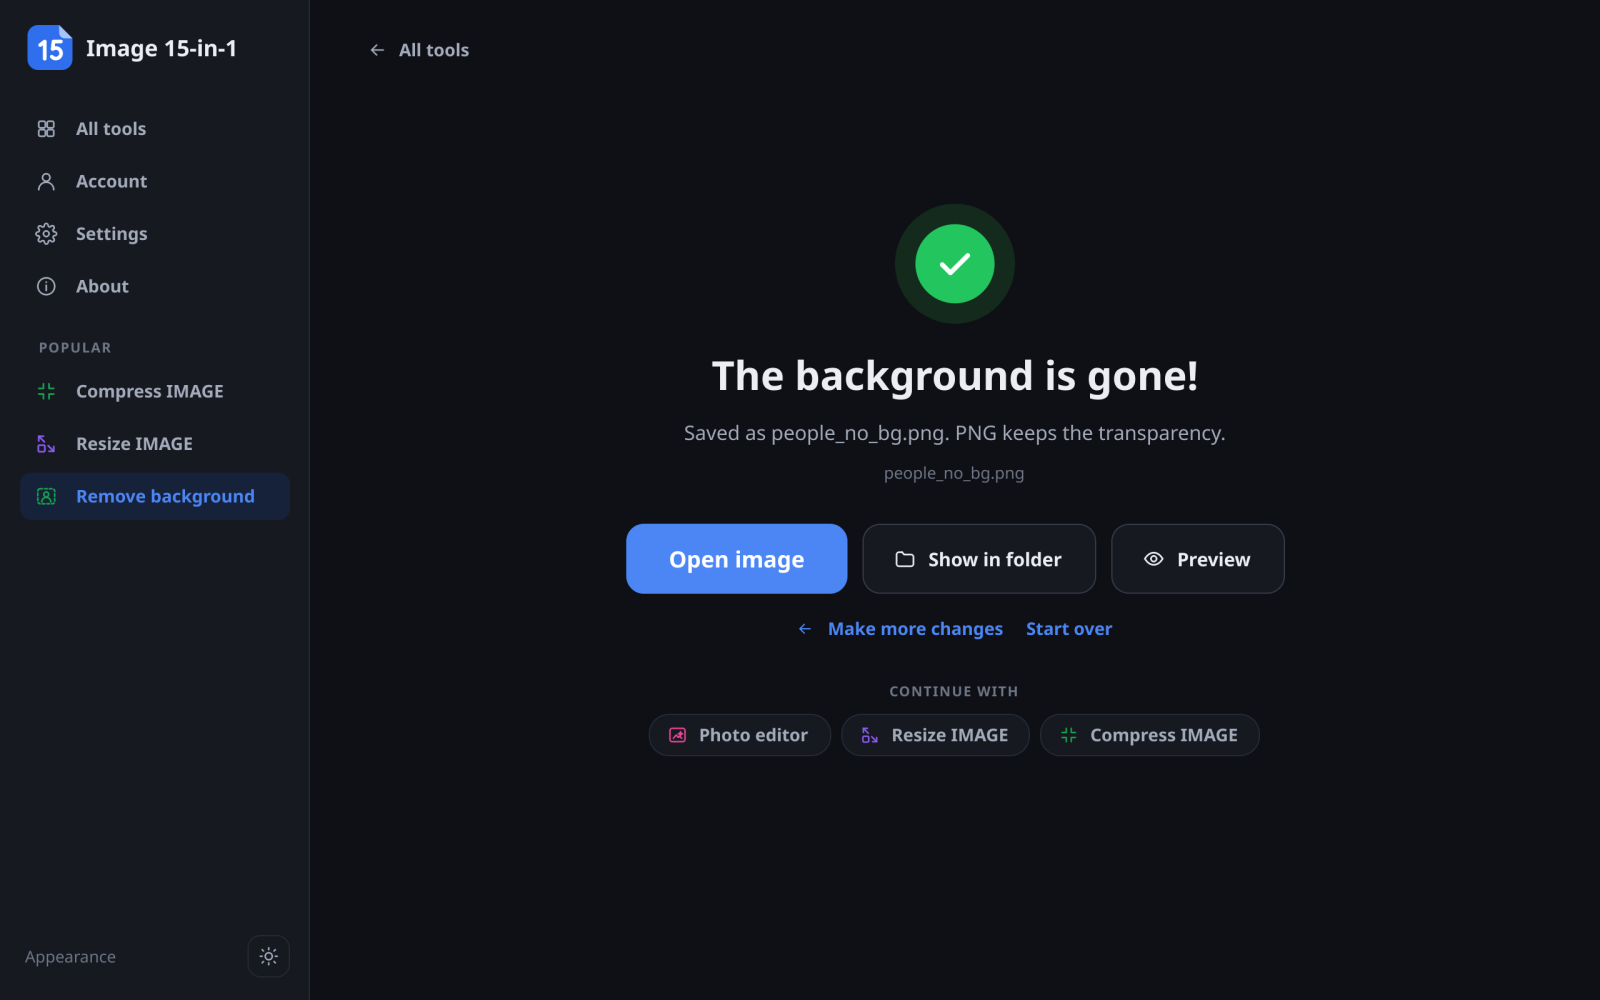 15 Image 15-in-1
All tools
Account
Settings
About
POPULAR
Compress IMAGE
Resize IMAGE
Remove background
Appearance
All tools
The background is gone!
Saved as people_no_bg.png. PNG keeps the transparency.
people_no_bg.png
Open image Show in folder Preview
Make more changes Start over
CONTINUE WITH
Photo editor Resize IMAGE Compress IMAGE